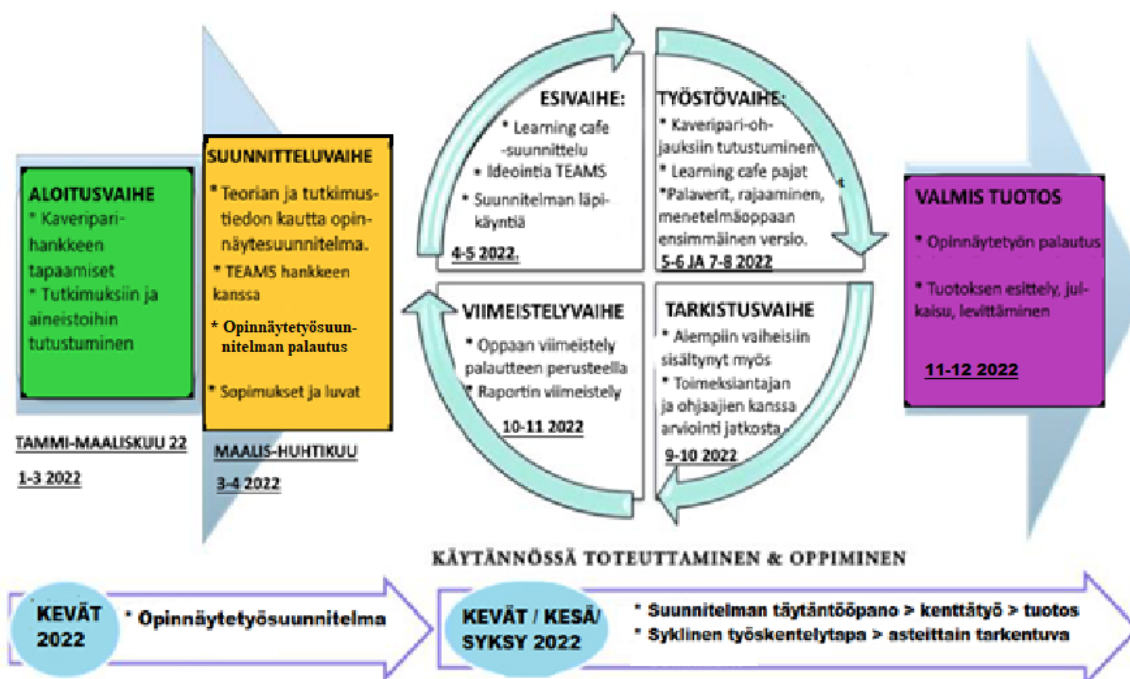 ALOITUSVAIHE
* Kaveripari-
hankkeen
tapaamiset
* Tutkimuksiin ja
aineistoihin
tutustuminen
TAMMI-MAALISKUU 22
1-3 2022
SUUNNITTELUVAIHE
* Teorian ja tutkimus-
tiedon kautta opin-
näytesuunnitelma.
* TEAMS hankkeen
kanssa
* Opinnäytetyösuun-
nitelman palautus
* Sopimukset ja luvat
MAALIS-HUHTIKUU
3-4 2022
ESIVAIHE:
* Learning cafe
-suunnittelu
* Ideointia TEAMS
* Suunnitelman läpi-
käyntiä
4-5 2022.
TYÖSTÖVAIHE:
* Kaveripari-oh-
jauksiin tutustuminen
* Learning cafe pajat
t
*Palaverit, rajaaminen,
menetelmäoppaan
ensimmäinen versio.
5-6 JA 7-8 2022
VIIMEISTELYVAIHE
* Oppaan viimeistely
palautteen perusteella
* Raportin viimeistely
10-11 2022
TARKISTUSVAIHE
* Aiempiin vaiheisiin
sisältynyt myös
* Toimeksiantajan
ja ohjaajien kanssa
arviointi jatkosta.
9-10 2022
VALMIS TUOTOS
* Opinnäytetyön palautus
* Tuotoksen esittely, jul-
kaisu, levittäminen
11-12 2022
KÄYTÄNNÖSSÄ TOTEUTTAMINEN & OPPIMINEN
KEVÄT
2022
* Opinnäytetyösuunnitelma
KEVÄT / KESÄ/
SYKSY 2022
* Suunnitelman täytäntööpano > kenttätyö > tuotos
* Syklinen työskentelytapa > asteittain tarkentuva